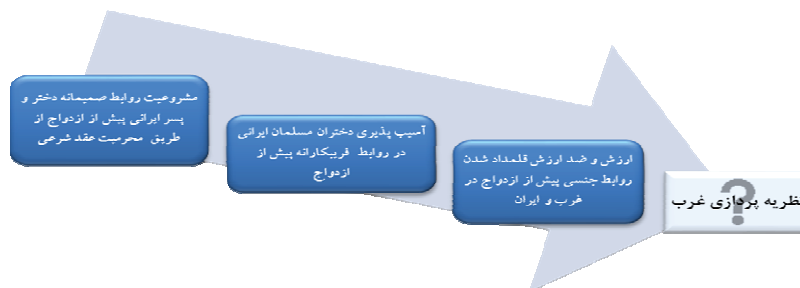 مشروعیت روابط صمیمانه دختر و
پسر ایرانی پیش از ازدواج از
طریق محرمیت عقد شرعی
آسیب پذیری دختران مسلمان ایرانی
در روابط فریبکارانه پیش از
ازدواج
ارزش و ضد ارزش قلمداد شدن
روابط جنسی پیش از ازدواج در
غرب و ایران
نظریه پردازی غرب
?